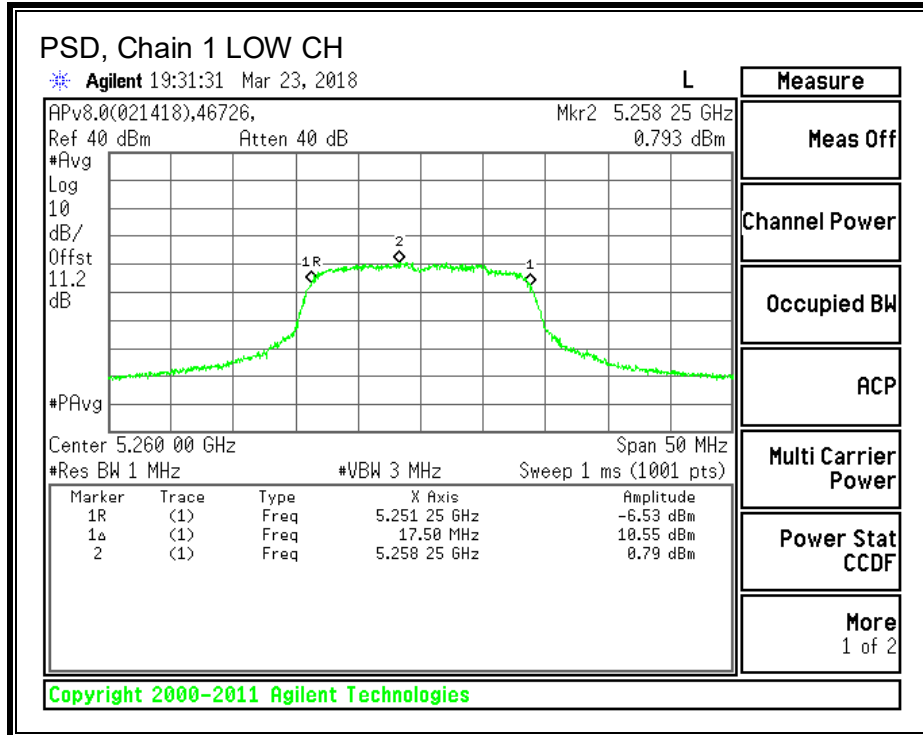 PSD, Chain 1 LOW CH
Agilent 19:31:31 Mar 23, 2018 L
APv8.0(021418),46726, Mkr2 5.258 25 GHz
Ref 40 dBm Atten 40 dB 0.793 dBm
#Avg
Log
10
dB/
Offst
11.2
dB
1R
2
1
#PAvg
Center 5.260 00 GHz Span 50 MHz
#Res BW 1 MHz #VBW 3 MHz Sweep 1 ms (1001 pts)
Marker Trace Type X Axis Amplitude
1R (1) Freq 5.251 25 GHz -6.53 dBm
1Δ (1) Freq 17.50 MHz 10.55 dBm
2 (1) Freq 5.258 25 GHz 0.79 dBm
Measure
Meas Off
Channel Power
Occupied BW
ACP
Multi Carrier
Power
Power Stat
CCDF
More
1 of 2
Copyright 2000-2011 Agilent Technologies